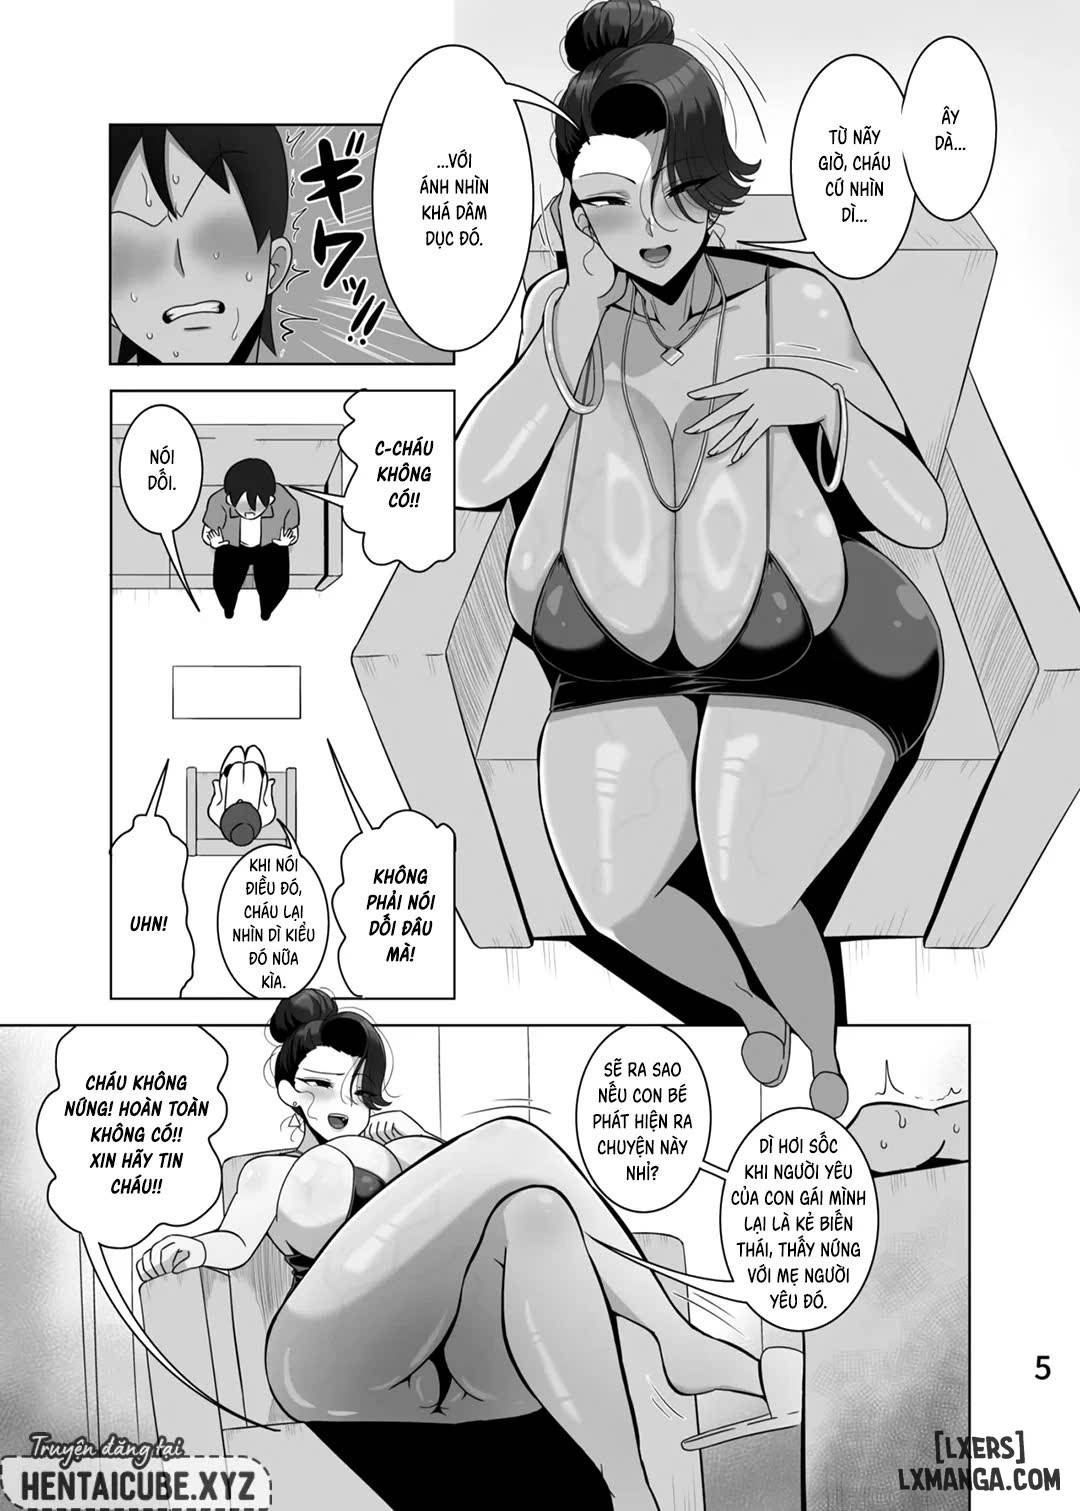 ÂY
DÀ...
TỪ NÃY
GIỜ, CHÁU
CỨ NHÌN
DÌ...
...VỚI
ÁNH NHÌN
KHÁ DÂM
DỤC ĐÓ.
ギクッ!!
C-CHÁU
KHÔNG
CÓ!!
NÓI
DỐI.
KHÔNG
PHẢI NÓI
DỐI ĐÂU
MÀ!
KHI NÓI
ĐIỀU ĐÓ,
CHÁU LẠI
NHÌN DÌ KIỂU
ĐÓ NỮA
KÌA.
UHN!
SẼ RA SAO
NẾU CON BÉ
PHÁT HIỆN RA
CHUYỆN NÀY
NHỈ?
DÌ HƠI SỐC
KHI NGƯỜI YÊU
CỦA CON GÁI MÌNH
LẠI LÀ KẺ BIẾN
THÁI, THẤY NỨNG
VỚI MẸ NGƯỜI
YÊU ĐÓ.
CHÁU KHÔNG
NỨNG! HOÀN TOÀN
KHÔNG CÓ!!
XIN HÃY TIN
CHÁU!!
5
Truyện đăng tại
HENTAICUBE.XYZ
[LXERS]
LXMANGA.COM